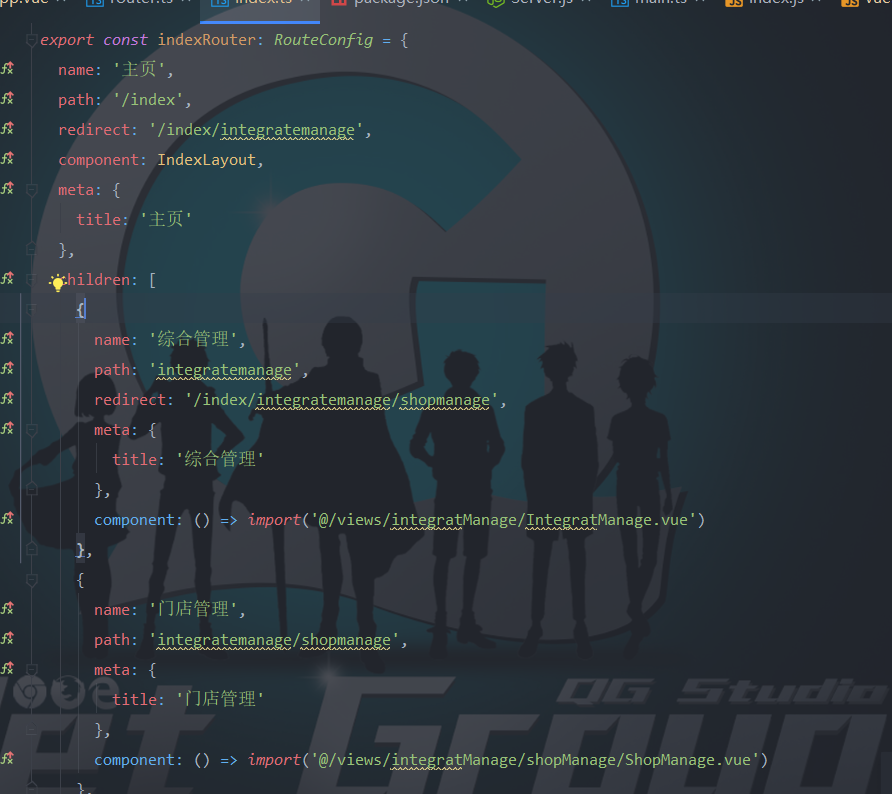 pp.vue router.ts index.ts package.json server.js main.ts index.js vue
export const indexRouter: RouteConfig = {
name: '主页',
path: '/index',
redirect: '/index/integratemanage',
component: IndexLayout,
meta: {
title: '主页'
},
hildren: [
{
name: '综合管理',
path: 'integratemanage',
redirect: '/index/integratemanage/shopmanage',
meta: {
title: '综合管理'
},
component: () => import('@/views/integratManage/IntegratManage.vue')
},
{
name: '门店管理',
path: 'integratemanage/shopmanage',
meta: {
title: '门店管理'
},
component: () => import('@/views/integratManage/shopManage/ShopManage.vue')
},
QG Studio
et Group